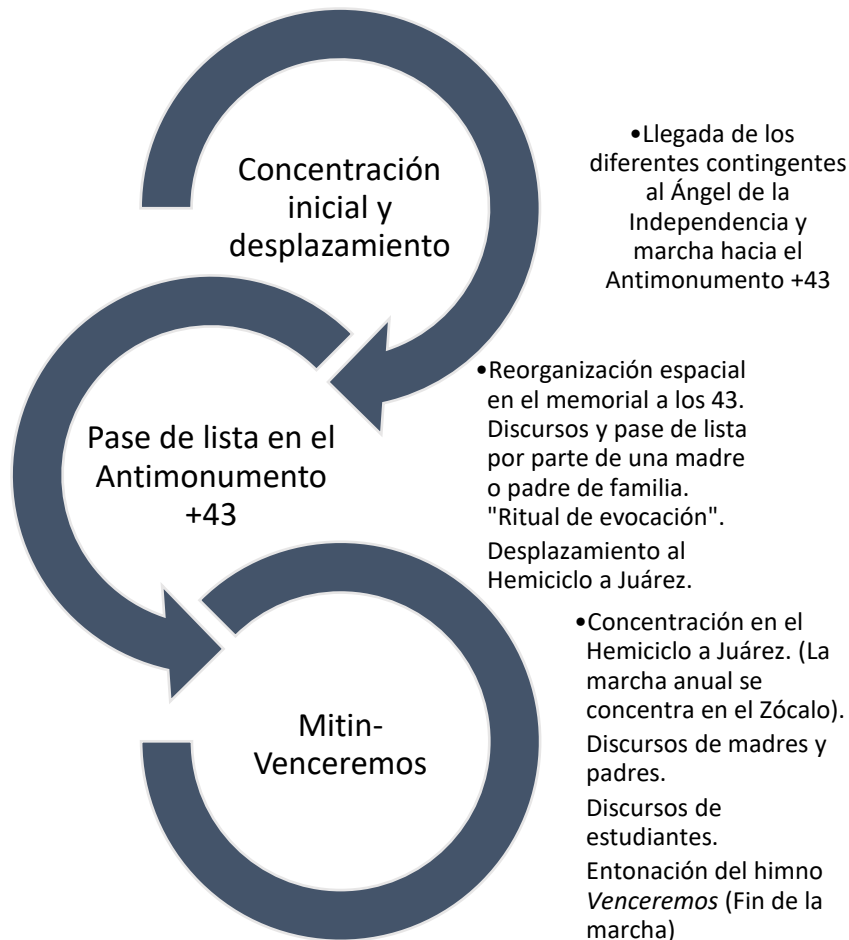 Concentración
inicial y
desplazamiento
•Llegada de los
diferentes contingentes
al Ángel de la
Independencia y
marcha hacia el
Antimonumento +43
Pase de lista en el
Antimonumento
+43
•Reorganización espacial
en el memorial a los 43.
Discursos y pase de lista
por parte de una madre
o padre de familia.
"Ritual de evocación".
Desplazamiento al
Hemiciclo a Juárez.
Mitin-
Venceremos
•Concentración en el
Hemiciclo a Juárez. (La
marcha anual se
concentra en el Zócalo).
Discursos de madres y
padres.
Discursos de
estudiantes.
Entonación del himno
Venceremos (Fin de la
marcha)